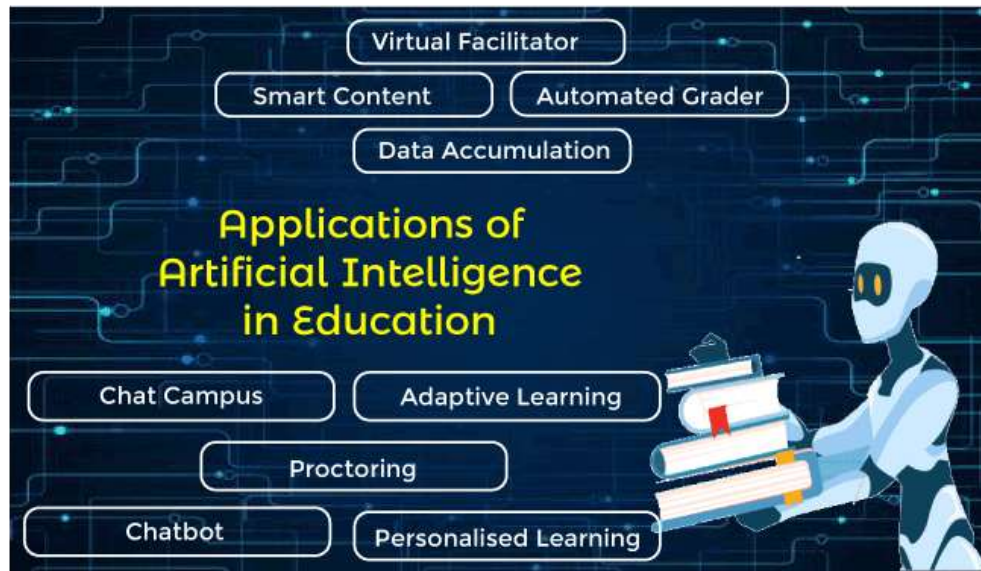 Virtual Facilitator
Smart Content
Automated Grader
Data Accumulation
Applications of
Artificial Intelligence
in Education
Chat Campus
Adaptive Learning
Proctoring
Chatbot
Personalised Learning